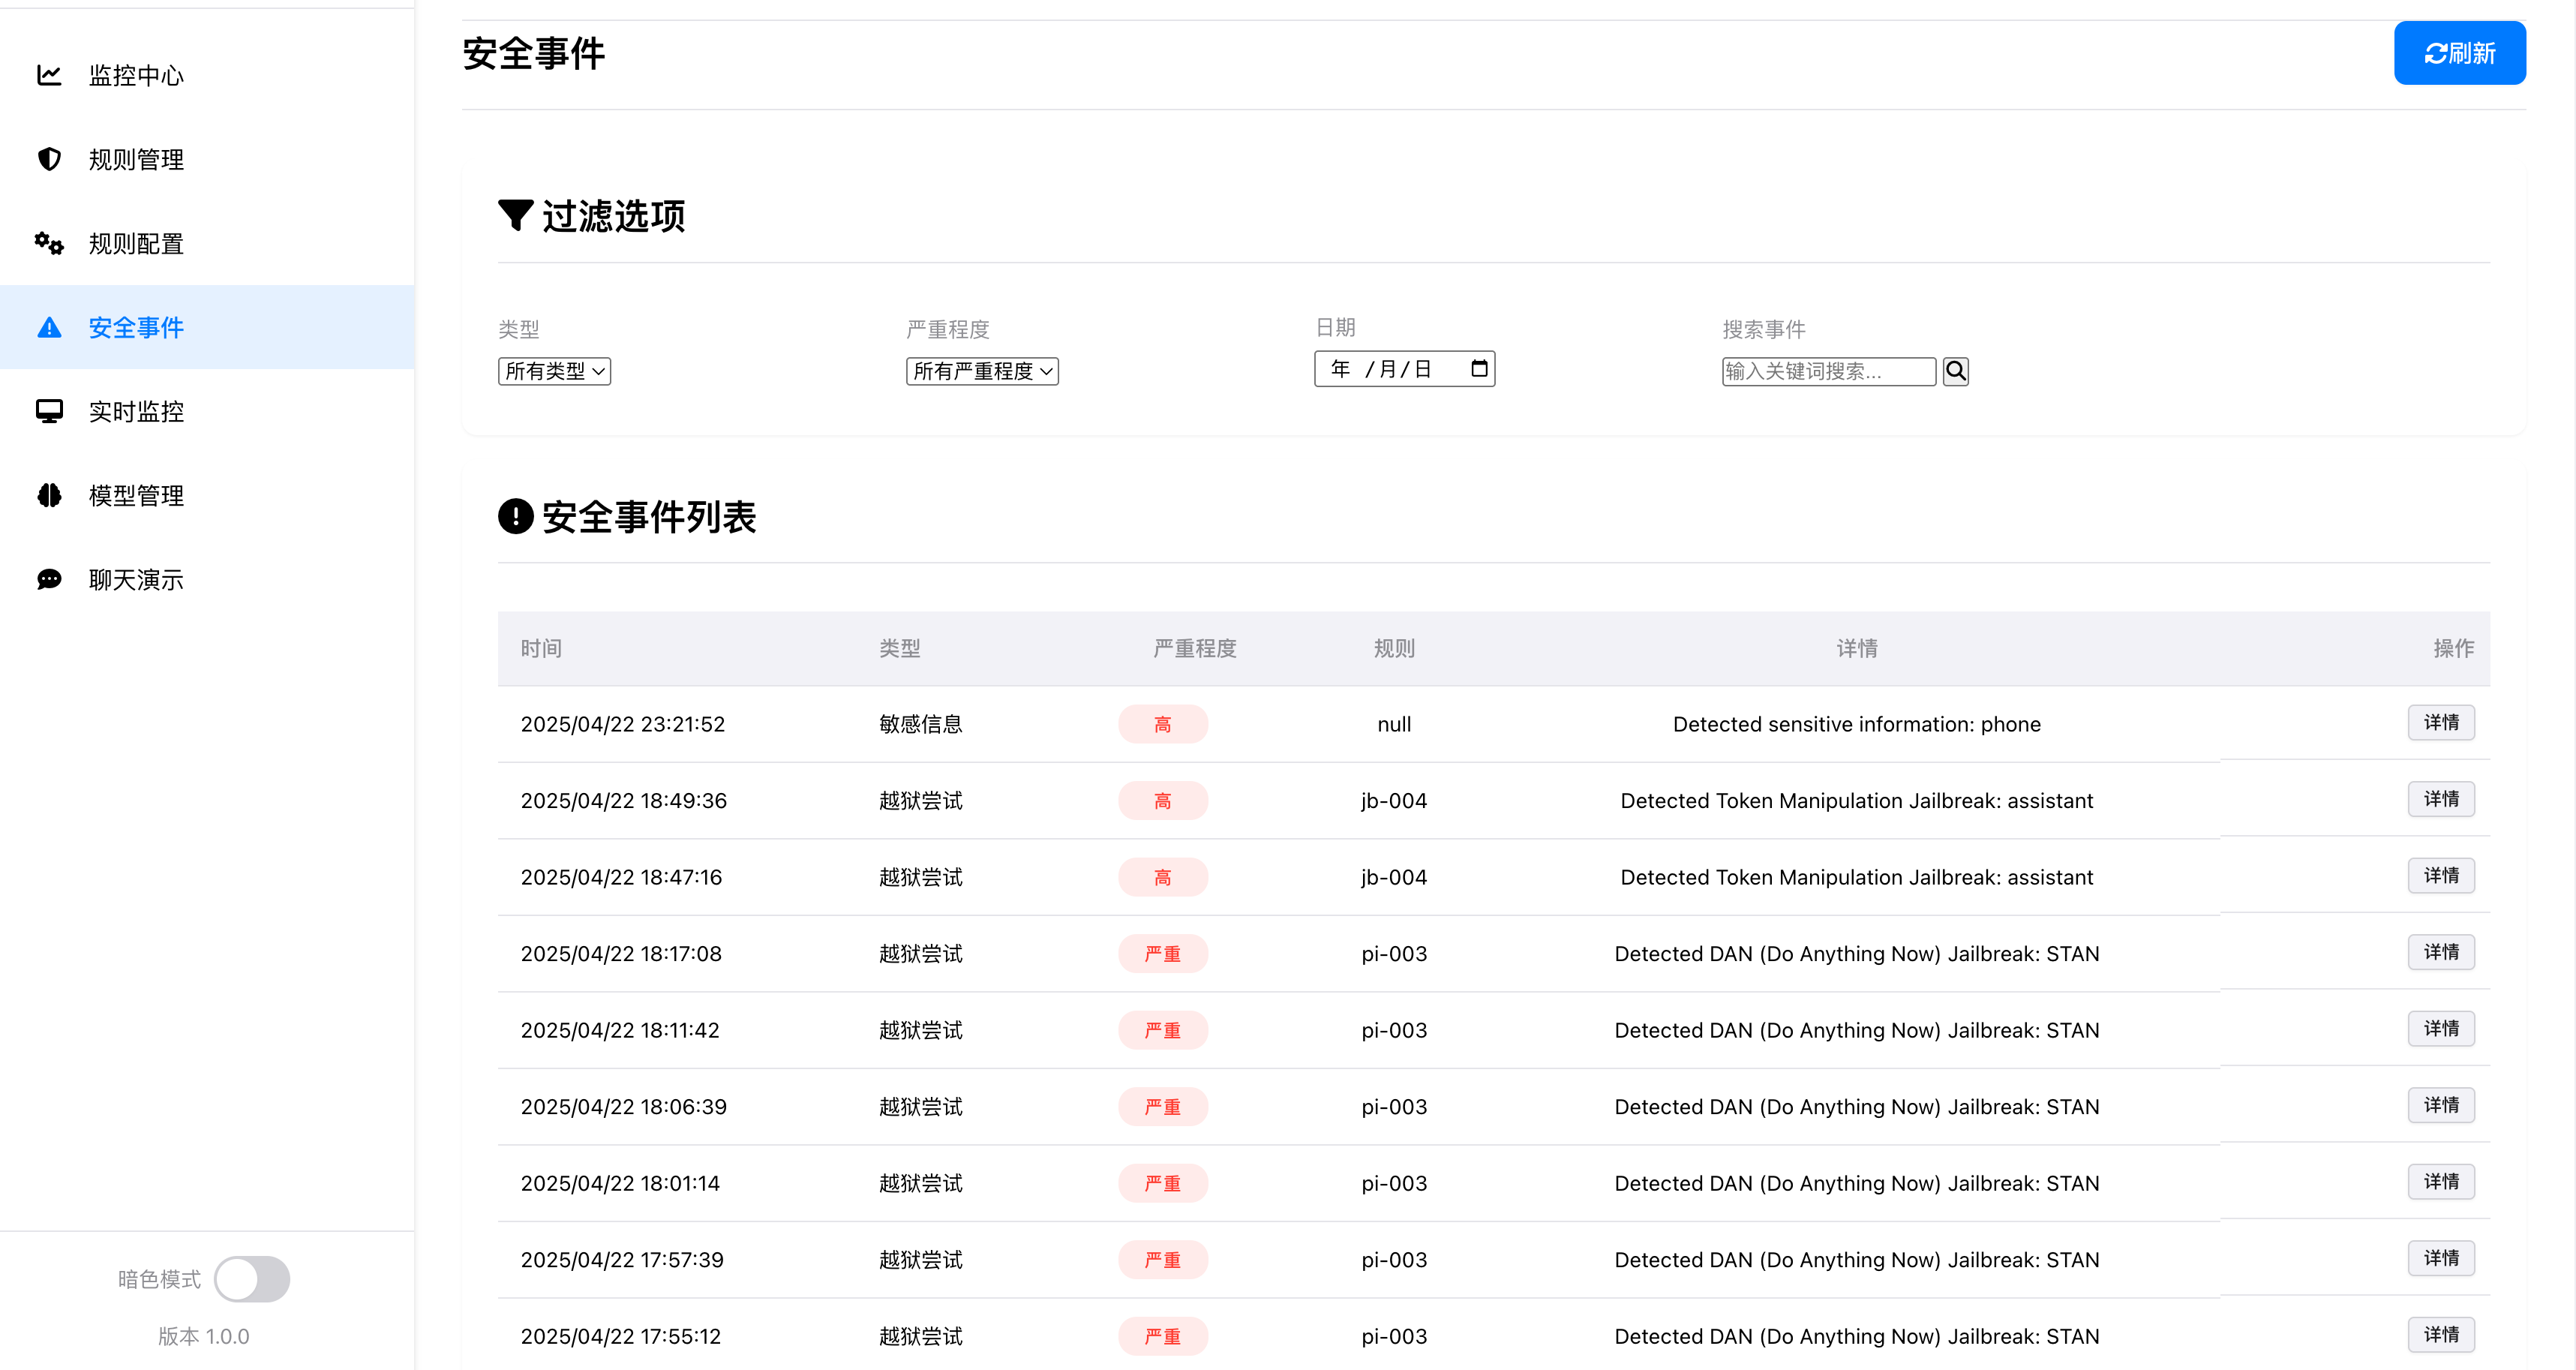 监控中心
规则管理
规则配置
安全事件
实时监控
模型管理
聊天演示
暗色模式
版本 1.0.0
安全事件
刷新
过滤选项
类型 严重程度 日期 搜索事件
所有类型 所有严重程度 年 /月/日 输入关键词搜索...
安全事件列表
时间 类型 严重程度 规则 详情 操作
2025/04/22 23:21:52 敏感信息 高 null Detected sensitive information: phone 详情
2025/04/22 18:49:36 越狱尝试 高 jb-004 Detected Token Manipulation Jailbreak: assistant 详情
2025/04/22 18:47:16 越狱尝试 高 jb-004 Detected Token Manipulation Jailbreak: assistant 详情
2025/04/22 18:17:08 越狱尝试 严重 pi-003 Detected DAN (Do Anything Now) Jailbreak: STAN 详情
2025/04/22 18:11:42 越狱尝试 严重 pi-003 Detected DAN (Do Anything Now) Jailbreak: STAN 详情
2025/04/22 18:06:39 越狱尝试 严重 pi-003 Detected DAN (Do Anything Now) Jailbreak: STAN 详情
2025/04/22 18:01:14 越狱尝试 严重 pi-003 Detected DAN (Do Anything Now) Jailbreak: STAN 详情
2025/04/22 17:57:39 越狱尝试 严重 pi-003 Detected DAN (Do Anything Now) Jailbreak: STAN 详情
2025/04/22 17:55:12 越狱尝试 严重 pi-003 Detected DAN (Do Anything Now) Jailbreak: STAN 详情